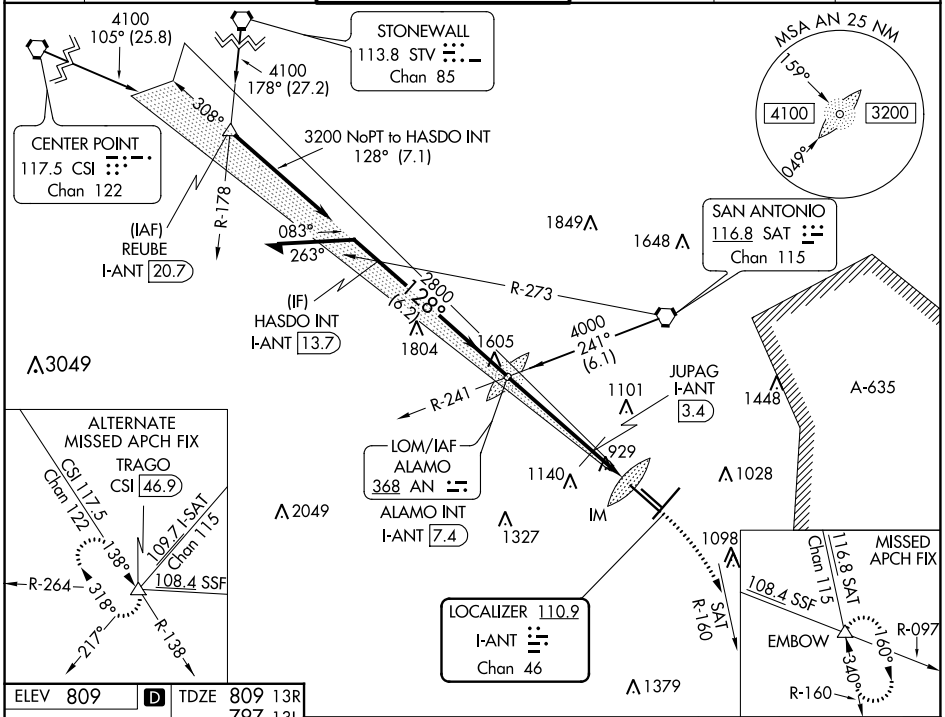 4100
105° (25.8)
4100
178° (27.2)
STONEWALL
113.8 STV
Chan 85
MSA AN 25 NM
159°
4100
3200
049°
CENTER POINT
117.5 CSI
Chan 122
308°
3200 NoPT to HASDO INT
128° (7.1)
R-178
(IAF)
REUBE
I-ANT 20.7
083°
263°
1849
1648
SAN ANTONIO
116.8 SAT
Chan 115
R-273
2800
128°
(6.2)
(IF)
HASDO INT
I-ANT 13.7
1804
1605
4000
241°
(6.1)
R-241
3049
JUPAG
I-ANT
3.4
1101
1448
A-635
929
1140
1028
IM
LOM/IAF
ALAMO
368 AN
ALAMO INT
I-ANT 7.4
2049
1327
1098
SAT
R-160
LOCALIZER 110.9
I-ANT
Chan 46
1379
ALTERNATE
MISSED APCH FIX
TRAGO
CSI 46.9
CSI 117.5
Chan 122
109.7 I-SAT
Chan 115
138°
318°
R-264
108.4 SSF
217°
R-138
MISSED
APCH FIX
116.8 SAT
Chan 115
108.4 SSF
EMBOW
R-097
160°
340°
R-160
ELEV 809
D
TDZE 809 13R
797 13L